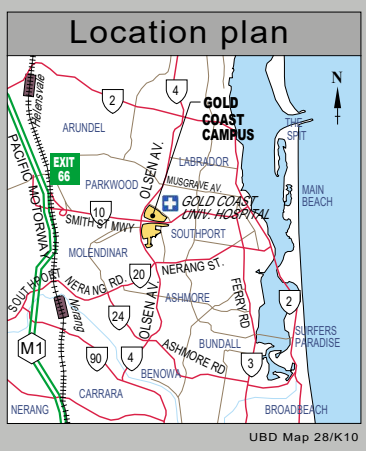 Location plan
Helensvale
2
4
N
GOLD
COAST
CAMPUS
ARUNDEL
THE
SPIT
OLSEN AV.
LABRADOR
PACIFIC MOTORWAY
EXIT
66
PARKWOOD
MUSGRAVE AV.
MAIN
BEACH
GOLD COAST
UNIV. HOSPITAL
10
SMITH ST MWY
SOUTHPORT
MOLENDINAR
20
NERANG ST.
SOUTHPORT NERANG RD.
FERRY RD
ASHMORE
Nerang
24
OLSEN AV.
2
M1
90
4
ASHMORE RD
BUNDALL
SURFERS
PARADISE
BENOWA
3
CARRARA
NERANG
BROADBEACH
UBD Map 28/K10